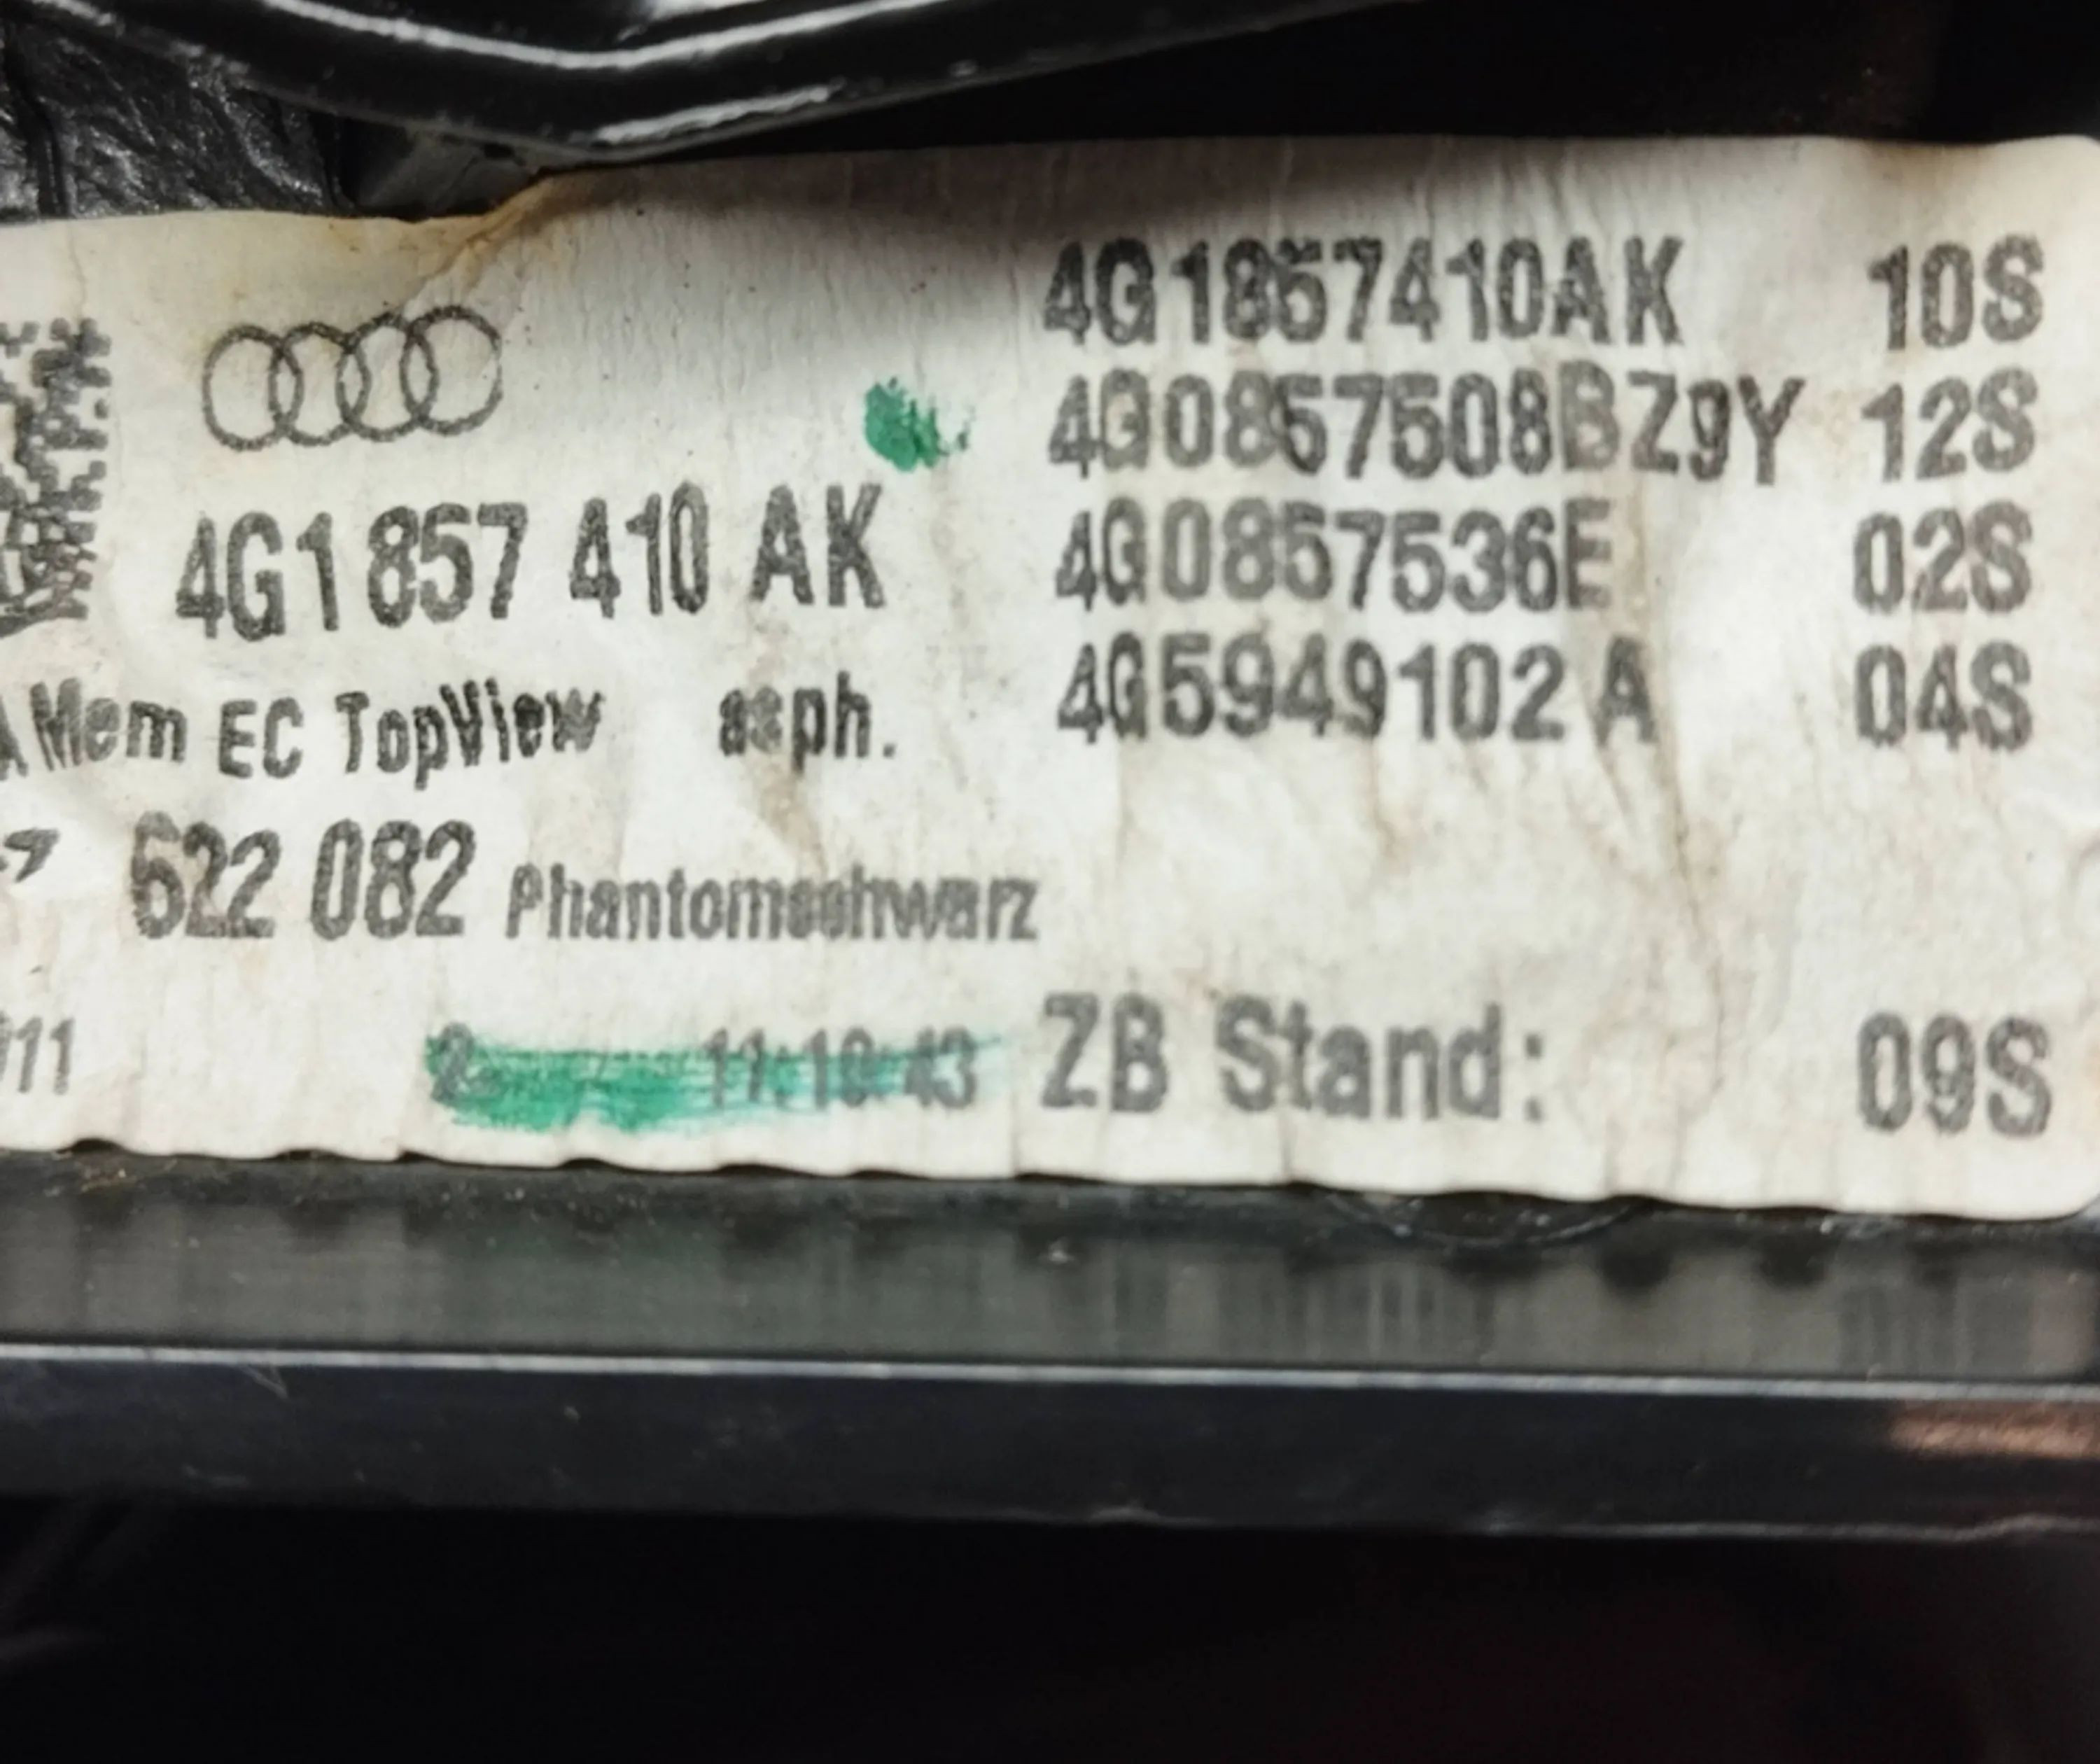 4G1 857 410 AK
Mem EC TopView asph.
622 082 Phantomschwarz
11:10:43
4G1857410AK 10S
4G0857508BZ9Y 12S
4G0857536E 02S
4G5949102 A 04S
ZB Stand: 09S